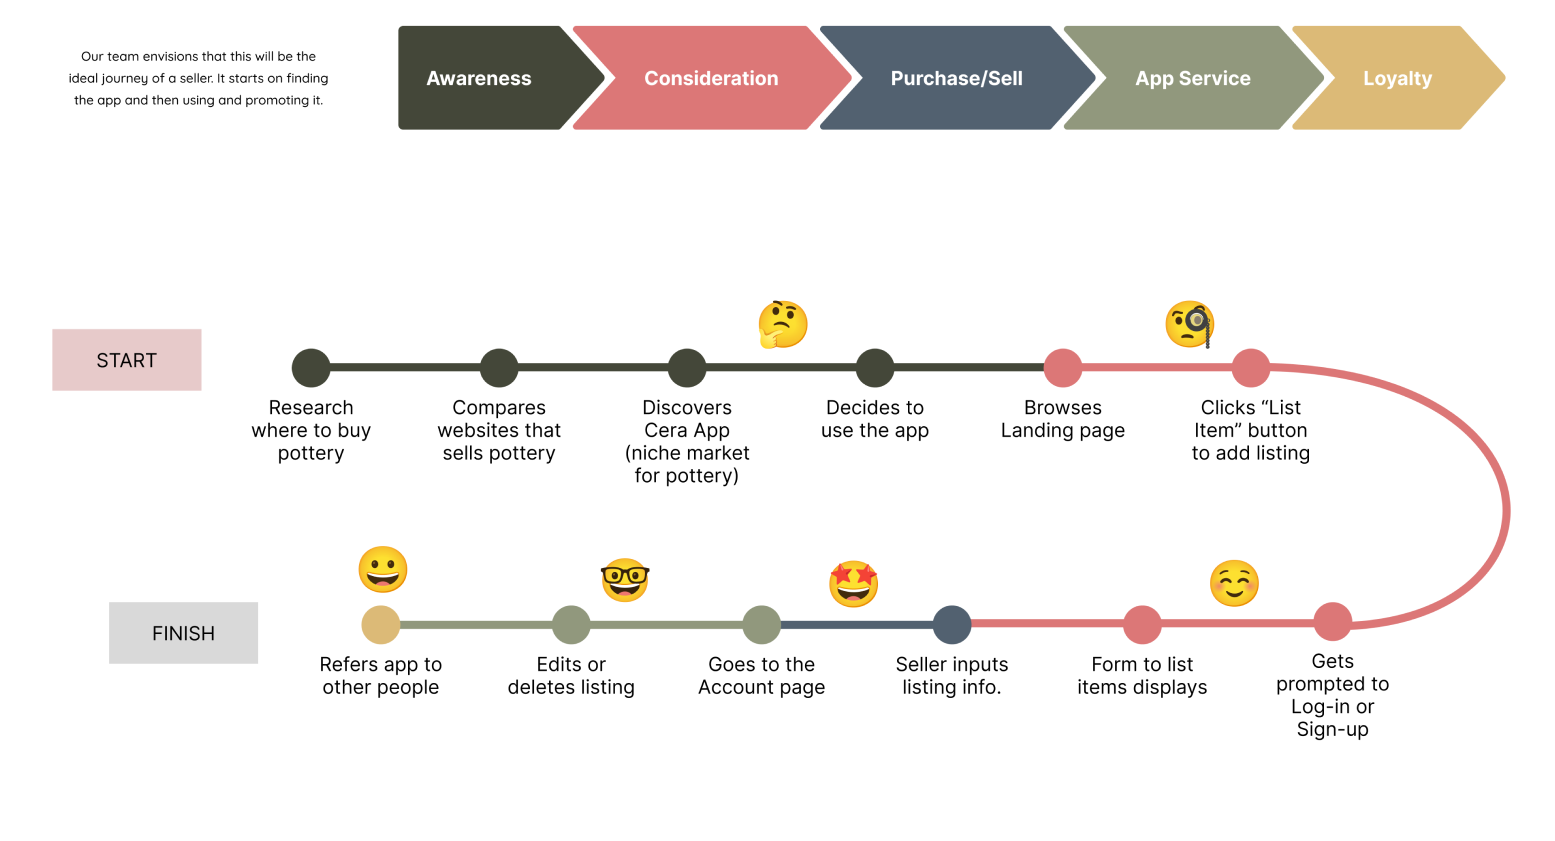 Our team envisions that this will be the
ideal journey of a seller. It starts on finding
the app and then using and promoting it.
Awareness
Consideration
Purchase/Sell
App Service
Loyalty
START
Research
where to buy
pottery
Compares
websites that
sells pottery
Discovers
Cera App
(niche market
for pottery)
Decides to
use the app
Browses
Landing page
Clicks “List
Item” button
to add listing
FINISH
Refers app to
other people
Edits or
deletes listing
Goes to the
Account page
Seller inputs
listing info.
Form to list
items displays
Gets
prompted to
Log-in or
Sign-up